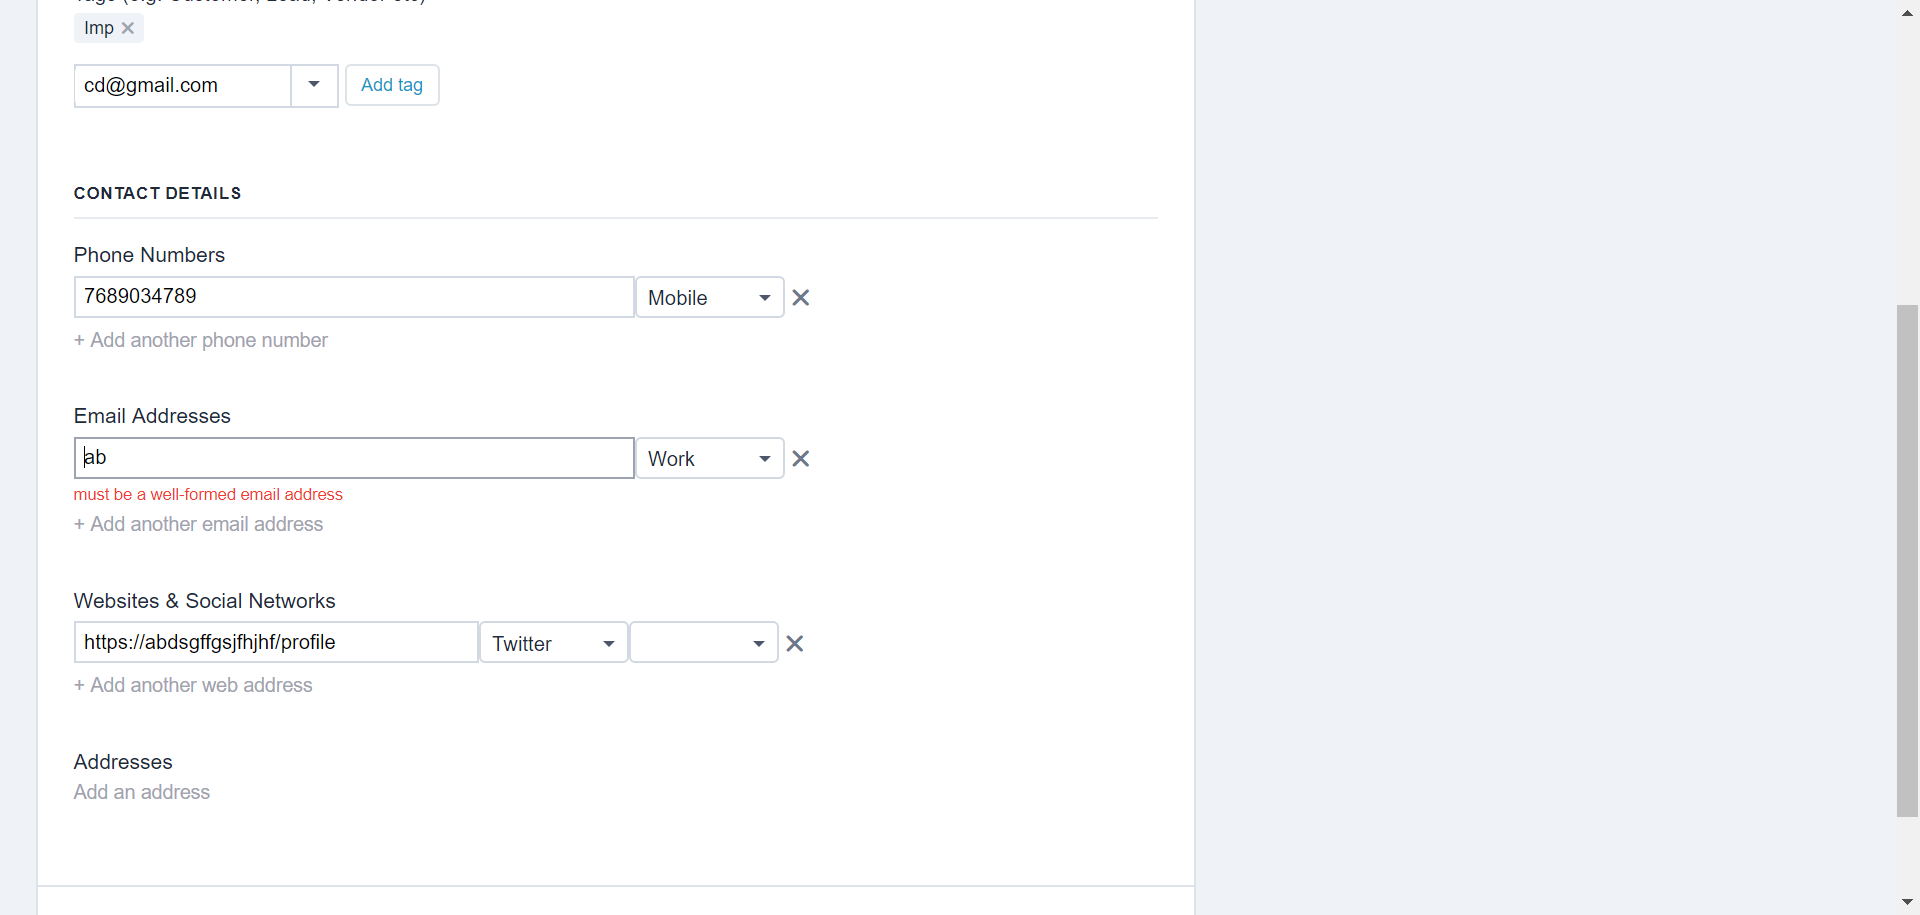 Imp
cd@gmail.com Add tag
CONTACT DETAILS
Phone Numbers
7689034789 Mobile
+ Add another phone number
Email Addresses
ab Work
must be a well-formed email address
+ Add another email address
Websites & Social Networks
https://abdsgffgsjfhjhf/profile Twitter
+ Add another web address
Addresses
Add an address